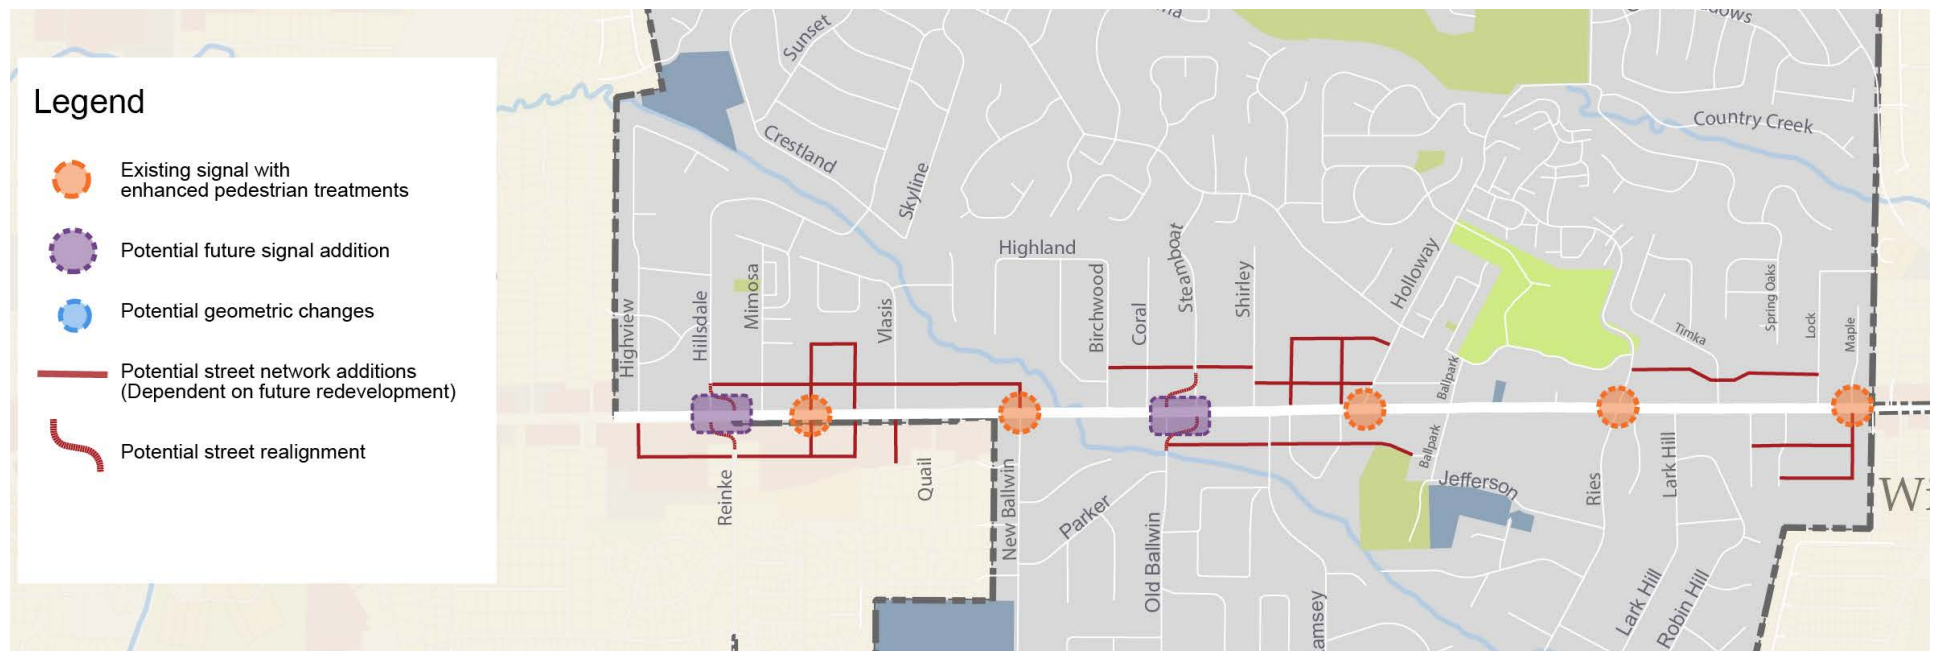 Legend
Existing signal with
enhanced pedestrian treatments
Potential future signal addition
Potential geometric changes
Potential street network additions
(Dependent on future redevelopment)
Potential street realignment
Sunset
Crestland
Skyline
Country Creek
Highland
Highview
Hillsdale
Mimosa
Vlasis
Birchwood
Coral
Steamboat
Shirley
Holloway
Ballpark
Timka
Spring Oaks
Lock
Maple
Reinke
Quail
New Ballwin
Parker
Old Ballwin
Ballpark
Jefferson
Ries
Lark Hill
Lark Hill
Robin Hill
amsey
Wi